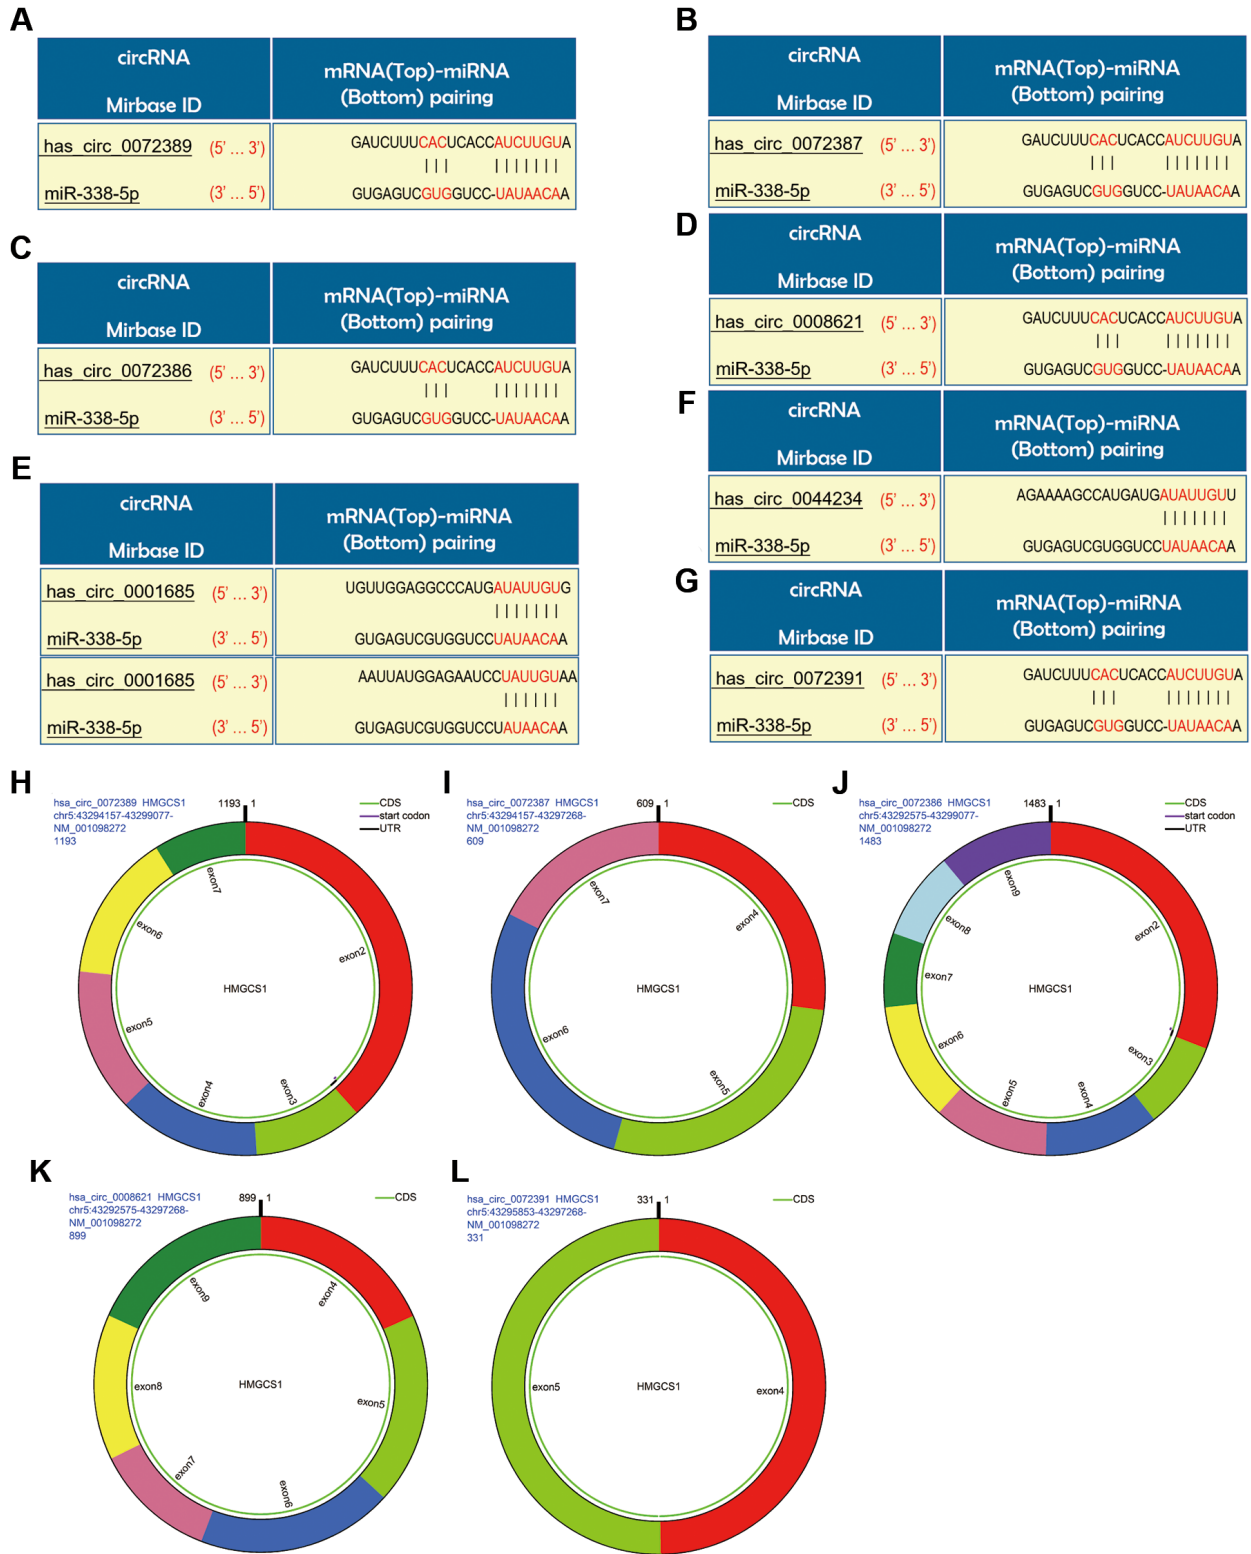 A
circRNA
Mirbase ID
mRNA(Top)-miRNA
(Bottom) pairing
has_circ_0072389 (5' ... 3')
GAUCUUUCACUCACCAUCUUGUA
miR-338-5p (3' ... 5')
GUGAGUCGUGGUCC-UAUAACAA
B
circRNA
Mirbase ID
mRNA(Top)-miRNA
(Bottom) pairing
has_circ_0072387 (5' ... 3')
GAUCUUUCACUCACCAUCUUGUA
miR-338-5p (3' ... 5')
GUGAGUCGUGGUCC-UAUAACAA
C
circRNA
Mirbase ID
mRNA(Top)-miRNA
(Bottom) pairing
has_circ_0072386 (5' ... 3')
GAUCUUUCACUCACCAUCUUGUA
miR-338-5p (3' ... 5')
GUGAGUCGUGGUCC-UAUAACAA
D
circRNA
Mirbase ID
mRNA(Top)-miRNA
(Bottom) pairing
has_circ_0008621 (5' ... 3')
GAUCUUUCACUCACCAUCUUGUA
miR-338-5p (3' ... 5')
GUGAGUCGUGGUCC-UAUAACAA
E
circRNA
Mirbase ID
mRNA(Top)-miRNA
(Bottom) pairing
has_circ_0001685 (5' ... 3')
UGUUGGAGGCCCAUGAUAUUGUG
miR-338-5p (3' ... 5')
GUGAGUCGUGGUCCUAUAACAA
has_circ_0001685 (5' ... 3')
AAUUAUGGAGAAUCCUAUUGUAA
miR-338-5p (3' ... 5')
GUGAGUCGUGGUCCUAUAACAA
F
circRNA
Mirbase ID
mRNA(Top)-miRNA
(Bottom) pairing
has_circ_0044234 (5' ... 3')
AGAAAAGCCAUGAUGAUAUUGUU
miR-338-5p (3' ... 5')
GUGAGUCGUGGUCCUAUAACAA
G
circRNA
Mirbase ID
mRNA(Top)-miRNA
(Bottom) pairing
has_circ_0072391 (5' ... 3')
GAUCUUUCACUCACCAUCUUGUA
miR-338-5p (3' ... 5')
GUGAGUCGUGGUCC-UAUAACAA
H
hsa_circ_0072389 HMGCS1
chr5:43294157-43299077-
NM_001098272
1193
1193 1
CDS
start codon
UTR
exon7
exon6
exon2
HMGCS1
exon5
exon4
exon3
I
hsa_circ_0072387 HMGCS1
chr5:43294157-43297268-
NM_001098272
609
609 1
CDS
exon7
exon4
HMGCS1
exon6
exon5
J
hsa_circ_0072386 HMGCS1
chr5:43292575-43299077-
NM_001098272
1483
1483 1
CDS
start codon
UTR
exon9
exon8
exon2
exon7
HMGCS1
exon6
exon3
exon5
exon4
K
hsa_circ_0008621 HMGCS1
chr5:43292575-43297268-
NM_001098272
899
899 1
CDS
exon9
exon4
exon8
HMGCS1
exon5
exon7
exon6
L
hsa_circ_0072391 HMGCS1
chr5:43295853-43297268-
NM_001098272
331
331 1
CDS
exon5
HMGCS1
exon4